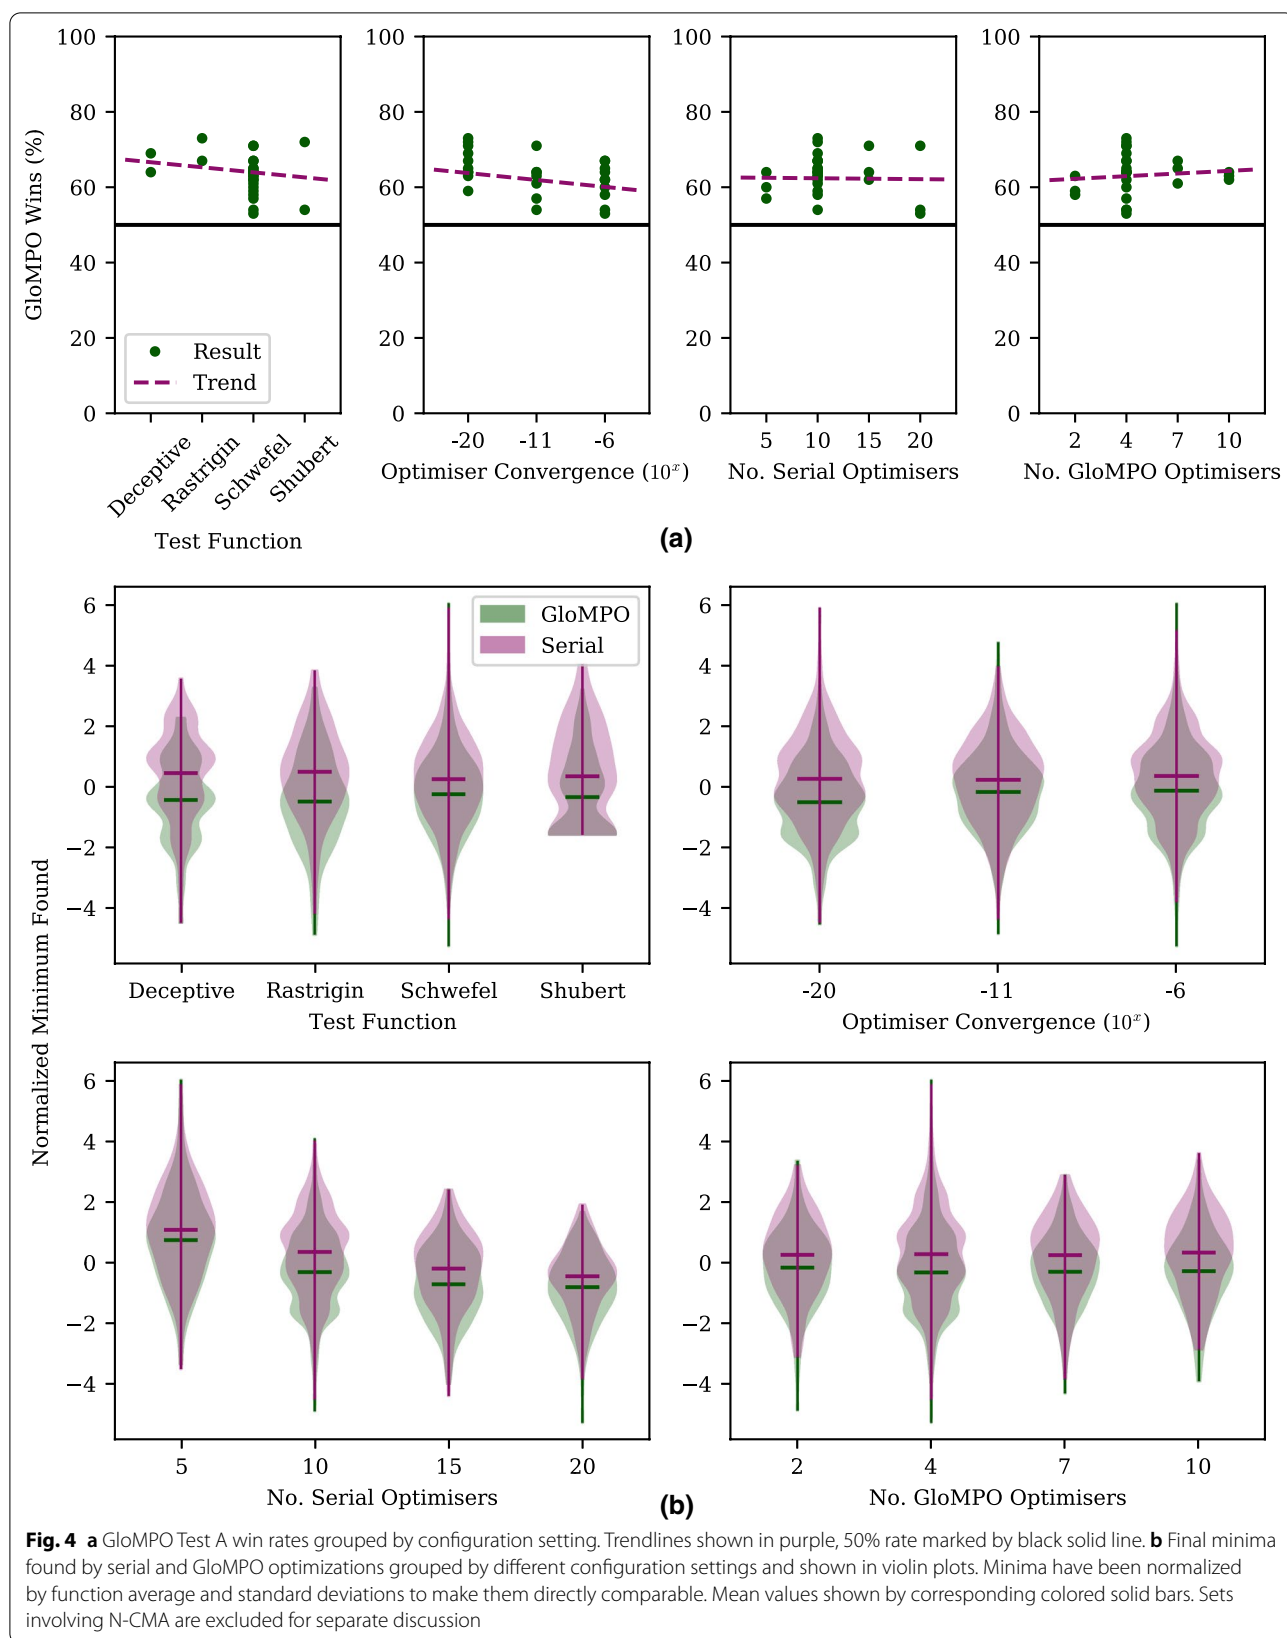 GloMPO Wins (%)
100
80
60
40
20
0
Result
Trend
Deceptive
Rastrigin
Schwefel
Shubert
Test Function
100
80
60
40
20
0
-20 -11 -6
Optimiser Convergence (10^x)
100
80
60
40
20
0
5 10 15 20
No. Serial Optimisers
100
80
60
40
20
0
2 4 7 10
No. GloMPO Optimisers
(a)
Normalized Minimum Found
6
4
2
0
−2
−4
GloMPO
Serial
Deceptive Rastrigin Schwefel Shubert
Test Function
6
4
2
0
−2
−4
-20 -11 -6
Optimiser Convergence (10^x)
6
4
2
0
−2
−4
5 10 15 20
No. Serial Optimisers
6
4
2
0
−2
−4
2 4 7 10
No. GloMPO Optimisers
(b)
Fig. 4 a GloMPO Test A win rates grouped by configuration setting. Trendlines shown in purple, 50% rate marked by black solid line. b Final minima
found by serial and GloMPO optimizations grouped by different configuration settings and shown in violin plots. Minima have been normalized
by function average and standard deviations to make them directly comparable. Mean values shown by corresponding colored solid bars. Sets
involving N-CMA are excluded for separate discussion